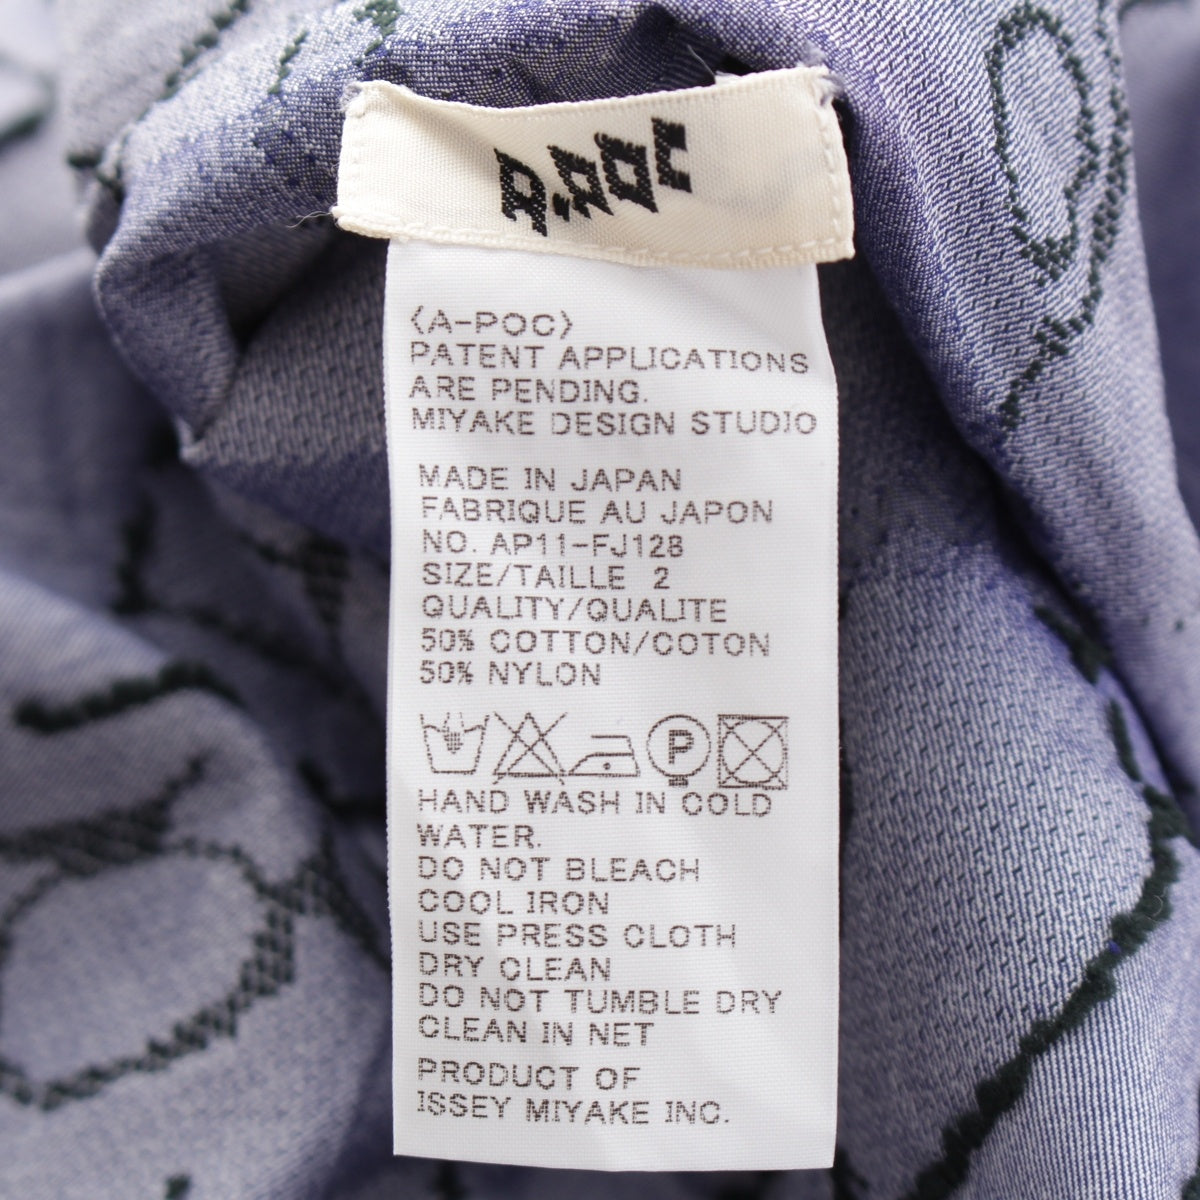 A-POC
〈A-POC〉
PATENT APPLICATIONS
ARE PENDING.
MIYAKE DESIGN STUDIO
MADE IN JAPAN
FABRIQUE AU JAPON
NO. AP11-FJ128
SIZE/TAILLE 2
QUALITY/QUALITE
50% COTTON/COTON
50% NYLON
P
HAND WASH IN COLD
WATER.
DO NOT BLEACH
COOL IRON
USE PRESS CLOTH
DRY CLEAN
DO NOT TUMBLE DRY
CLEAN IN NET
PRODUCT OF
ISSEY MIYAKE INC.